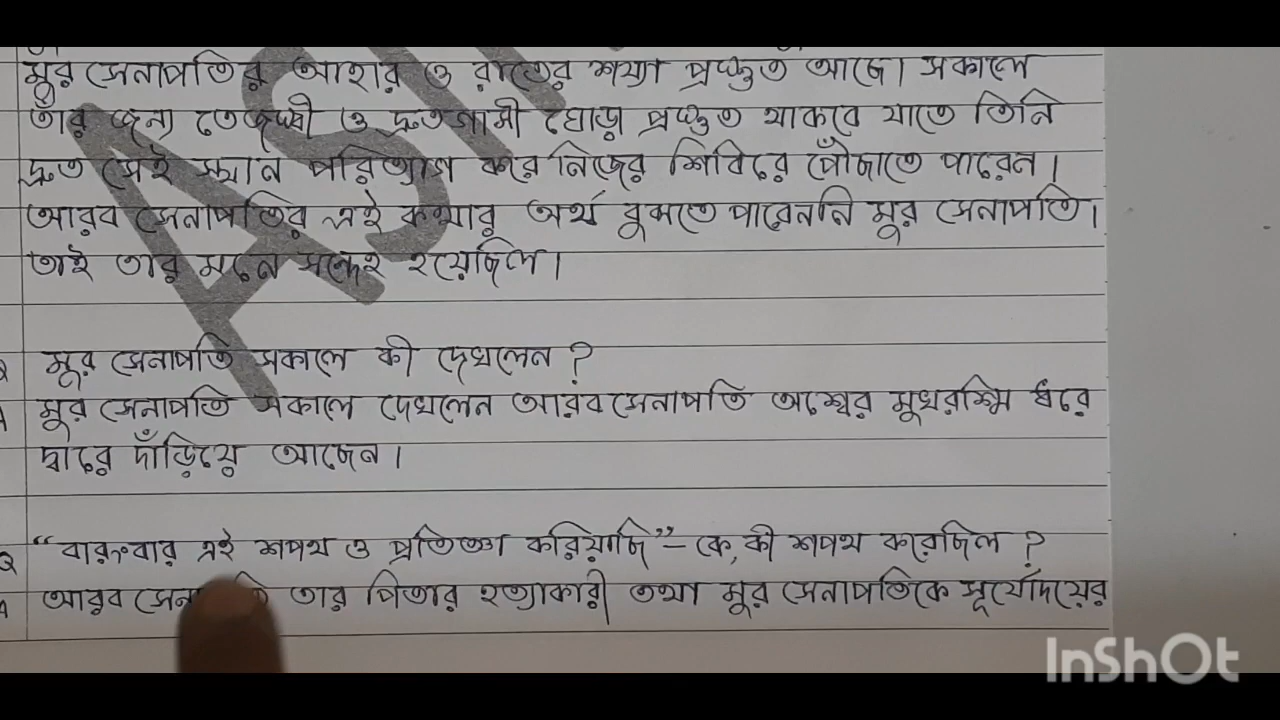 মুর সেনাপতির আহার ও রাতের শয্যা প্রস্তুত আছে। সকালে
তাঁর জন্য তেজস্বী ও দ্রুতগামী ঘোড়া প্রস্তুত থাকবে যাতে তিনি
দ্রুত সেই স্থান পরিত্যাগ করে নিজের শিবিরে পৌঁছাতে পারেন।
আরব সেনাপতির এই কথার অর্থ বুঝতে পারেননি মুর সেনাপতি।
তাই তার মনে সন্দেহ হয়েছিল।
Q মুর সেনাপতি সকালে কী দেখলেন ?
A মুর সেনাপতি সকালে দেখলেন আরব সেনাপতি অশ্বের মুখরশ্মি ধরে
দ্বারে দাঁড়িয়ে আছেন।
Q “বারংবার এই শপথ ও প্রতিজ্ঞা করিয়াছি” – কে, কী শপথ করেছিল ?
A আরব তার পিতার হত্যাকারী তথা মুর সেনাপতিকে সূর্যোদয়ের
InShOt